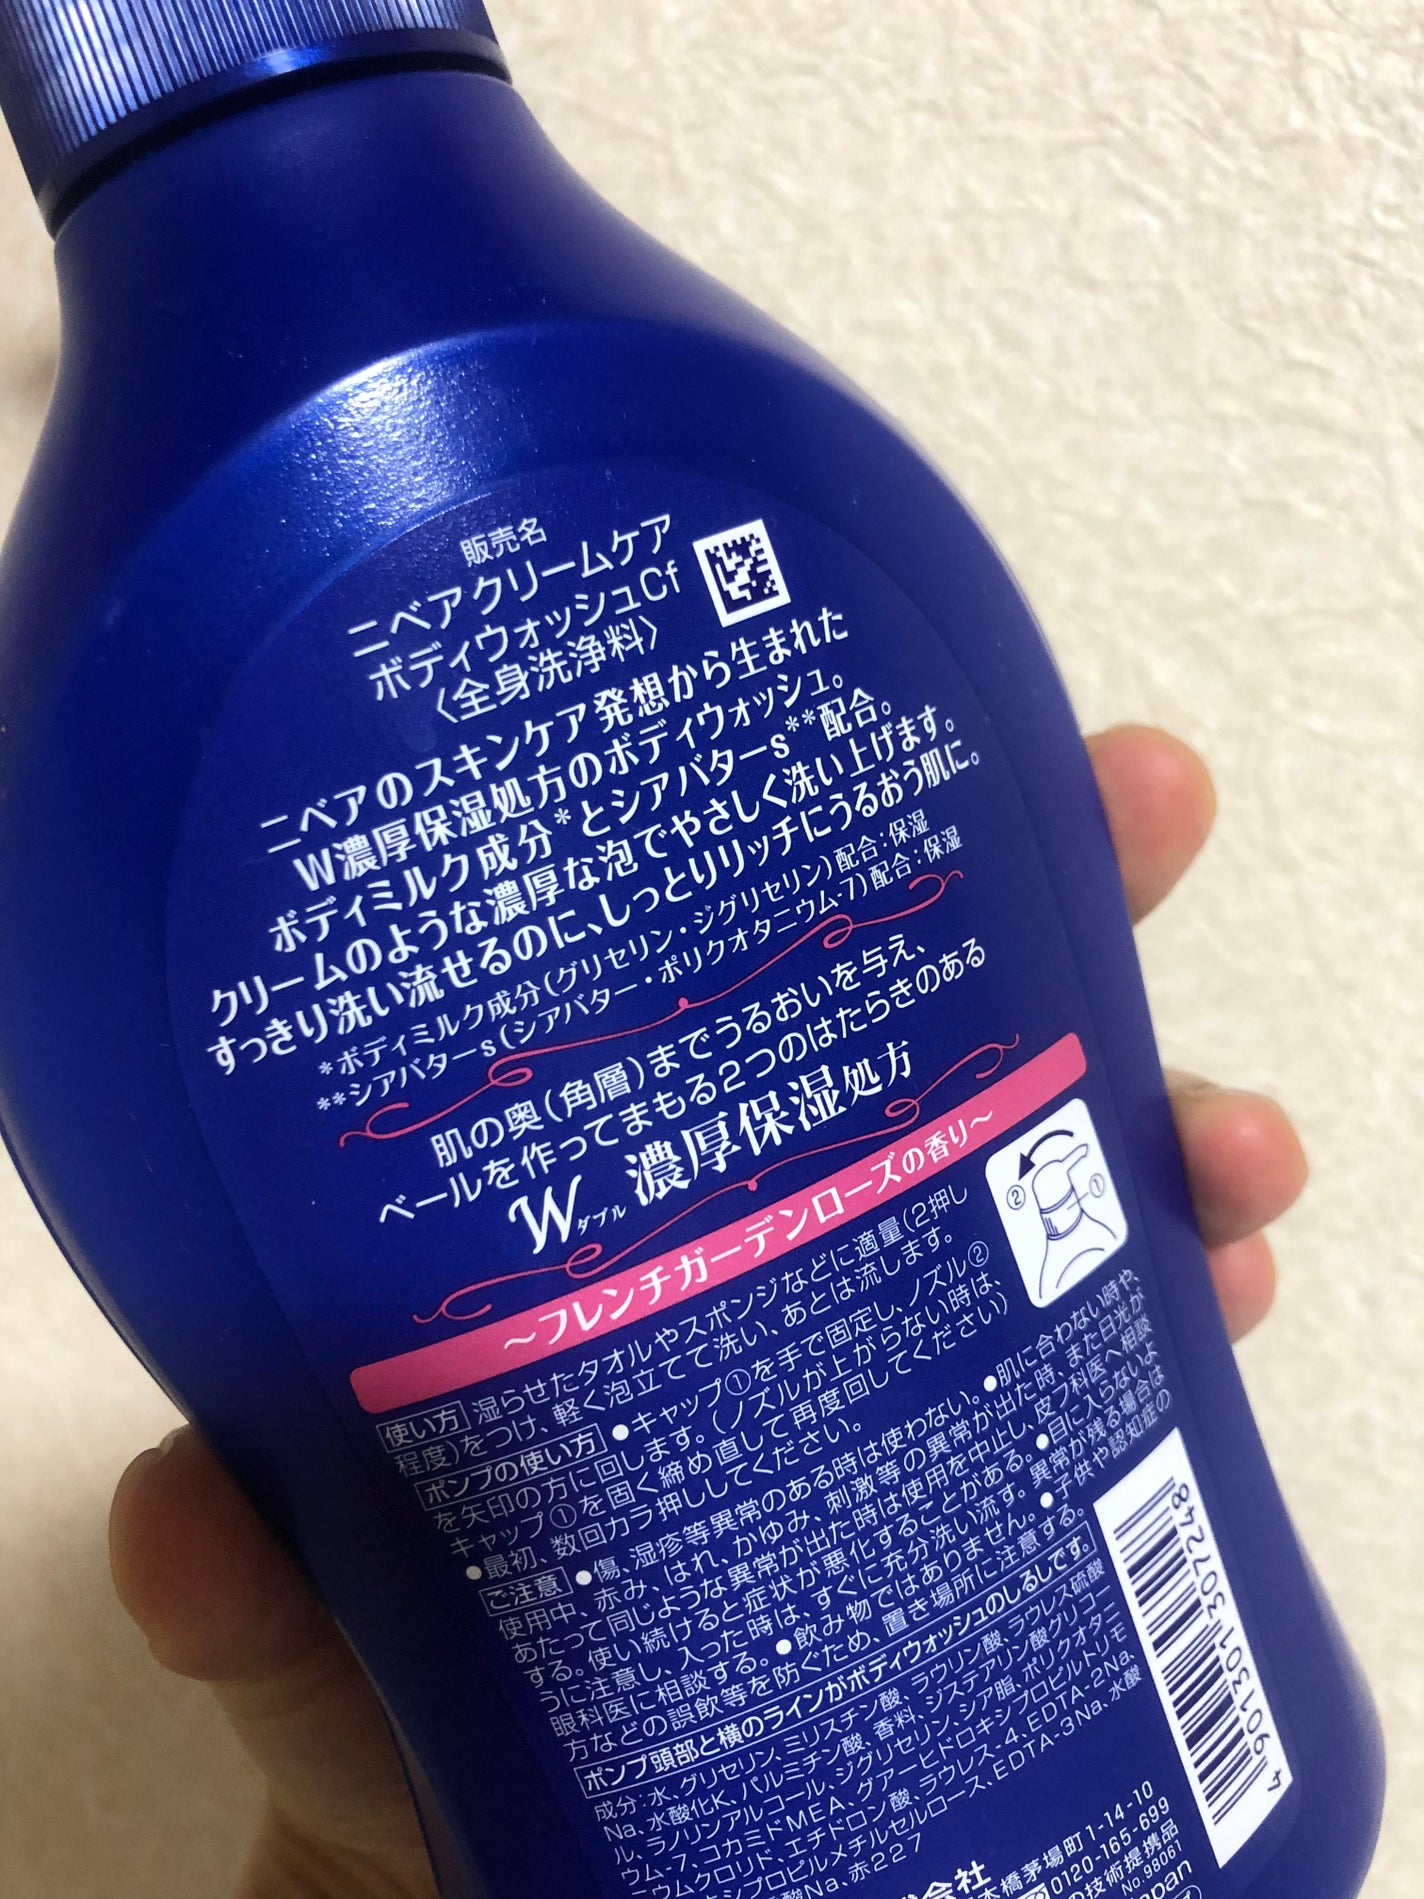 販売名
ニベアクリームケア
ボディウォッシュCf
〈全身洗浄料〉
ニベアのスキンケア発想から生まれた
W濃厚保湿処方のボディウォッシュ。
ボディミルク成分*とシアバターs**配合。
クリームのような濃厚な泡でやさしく洗い上げます。
すっきり洗い流せるのに、しっとりリッチにうるおう肌に。
*ボディミルク成分(グリセリン・ジグリセリン)配合:保湿
**シアバターs(シアバター・ポリクオタニウム-7)配合:保湿
肌の奥(角層)までうるおいを与え、
ベールを作ってまもる2つのはたらきのある
Wダブル 濃厚保湿処方
～フレンチガーデンローズの香り～
使い方 湿らせたタオルやスポンジなどに適量(2押し
程度)をつけ、軽く泡立てて洗い、あとは流します。
ポンプの使い方 ●キャップ①を手で固定し、ノズル②
を矢印の方に回します。(ノズルが上がらない時は、
キャップ①を固く締め直して再度回してください)
●最初、数回カラ押ししてください。
① ②
ご注意 ●傷、湿疹等異常のある時は使わない。●肌に合わない時や、
使用中、赤み、はれ、かゆみ、刺激等の異常が出た時、また日光が
あたって同じような異常が出た時は使用を中止し、皮フ科医へ相談
する。使い続けると症状が悪化することがある。●目に入らないよ
うに注意し、入った時は、すぐに充分洗い流す。異常が残る場合は
眼科医に相談する。●飲み物ではありません。●子供や認知症の
方などの誤飲等を防ぐため、置き場所に注意する。
ポンプ頭部と横のラインがボディウォッシュのしるしです。
成分:水、グリセリン、ミリスチン酸、ラウリン酸、ラウレス硫酸
Na、水酸化K、パルミチン酸、香料、ジステアリン酸グリコー
ル、ラノリンアルコール、ジグリセリン、シア脂、ポリクオタニ
ウム-7、コカミドMEA、グアーヒドロキシプロピルトリモ
ニウムクロリド、エチドロン酸、ラウレス-4、EDTA-2Na、
キシプロピルメチルセルロース、EDTA-3Na、水酸
酸Na、赤227
4 901301 307248
式会社
本橋茅場町1-14-10
0120-165-699
の技術提携品
No.98061
Japan